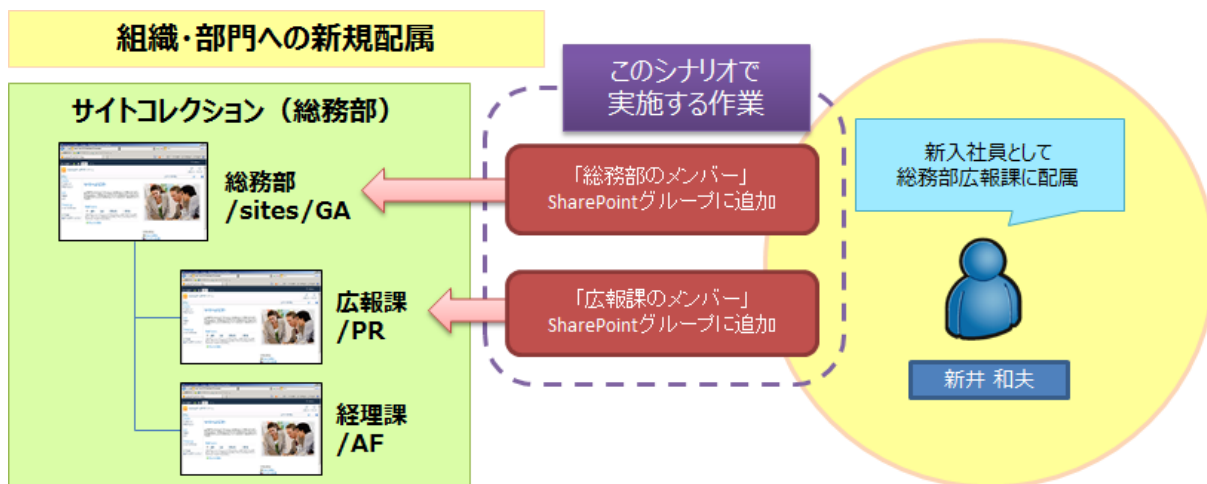 組織・部門への新規配属
サイトコレクション（総務部）
総務部
/sites/GA
広報課
/PR
経理課
/AF
このシナリオで
実施する作業
「総務部のメンバー」
SharePointグループに追加
「広報課のメンバー」
SharePointグループに追加
新入社員として
総務部広報課に配属
新井 和夫